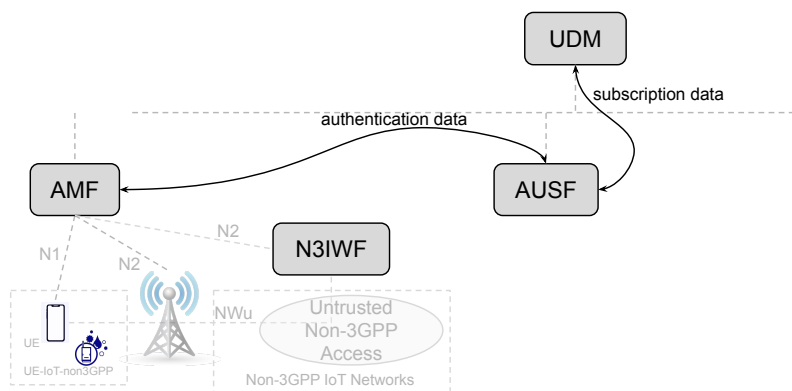 UDM
subscription data
authentication data
AMF
AUSF
N2
N3IWF
N1
N2
NWu
Untrusted
Non-3GPP
Access
UE
UE-IoT-non3GPP
Non-3GPP IoT Networks